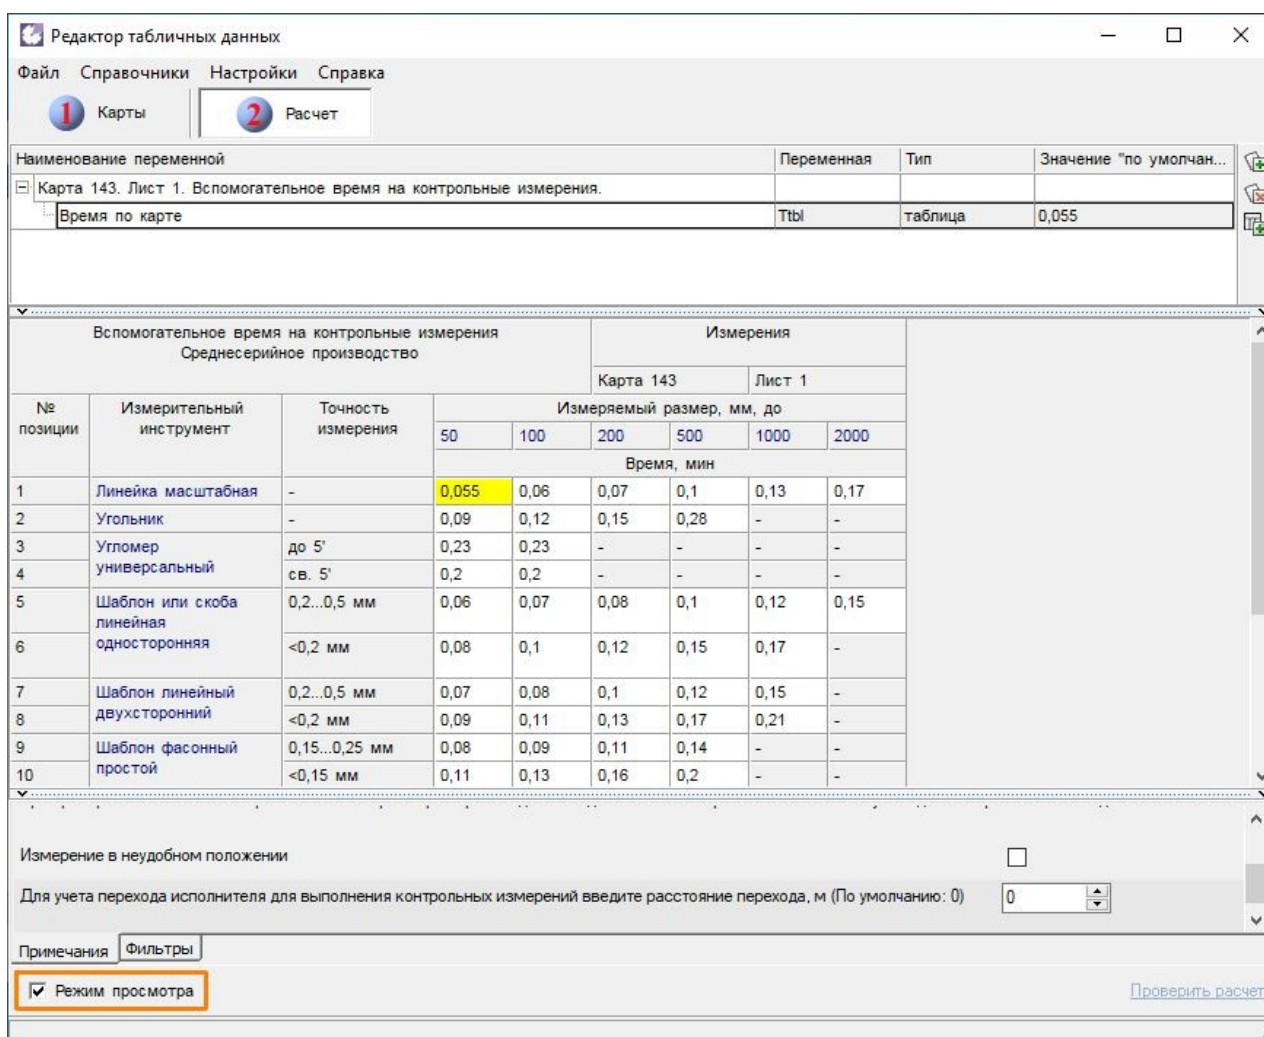 Редактор табличных данных
Файл Справочники Настройки Справка
1 Карты 2 Расчет
Наименование переменной Переменная Тип Значение "по умолчан...
Карта 143. Лист 1. Вспомогательное время на контрольные измерения.
Время по карте Ttbl таблица 0,055
Вспомогательное время на контрольные измерения Измерения
Среднесерийное производство
Карта 143 Лист 1
№ Измерительный Точность Измеряемый размер, мм, до
позиции инструмент измерения
50 100 200 500 1000 2000
Время, мин
1 Линейка масштабная - 0,055 0,06 0,07 0,1 0,13 0,17
2 Угольник - 0,09 0,12 0,15 0,28 - -
3 Угломер до 5' 0,23 0,23 - - - -
4 универсальный св. 5' 0,2 0,2 - - - -
5 Шаблон или скоба 0,2...0,5 мм 0,06 0,07 0,08 0,1 0,12 0,15
линейная
6 односторонняя <0,2 мм 0,08 0,1 0,12 0,15 0,17 -
7 Шаблон линейный 0,2...0,5 мм 0,07 0,08 0,1 0,12 0,15 -
8 двухсторонний <0,2 мм 0,09 0,11 0,13 0,17 0,21 -
9 Шаблон фасонный 0,15...0,25 мм 0,08 0,09 0,11 0,14 - -
10 простой <0,15 мм 0,11 0,13 0,16 0,2 - -
Измерение в неудобном положении
Для учета перехода исполнителя для выполнения контрольных измерений введите расстояние перехода, м (По умолчанию: 0) 0
Примечания Фильтры
Режим просмотра Проверить расчет